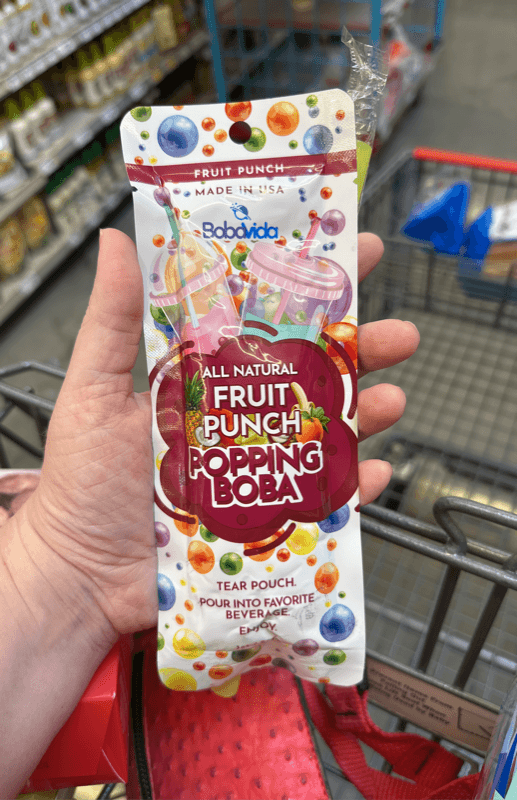 FRUIT PUNCH
MADE IN USA
BobaVida
ALL NATURAL
FRUIT
PUNCH
POPPING
BOBA
TEAR POUCH.
POUR INTO FAVORITE
BEVERAGE.
ENJOY.